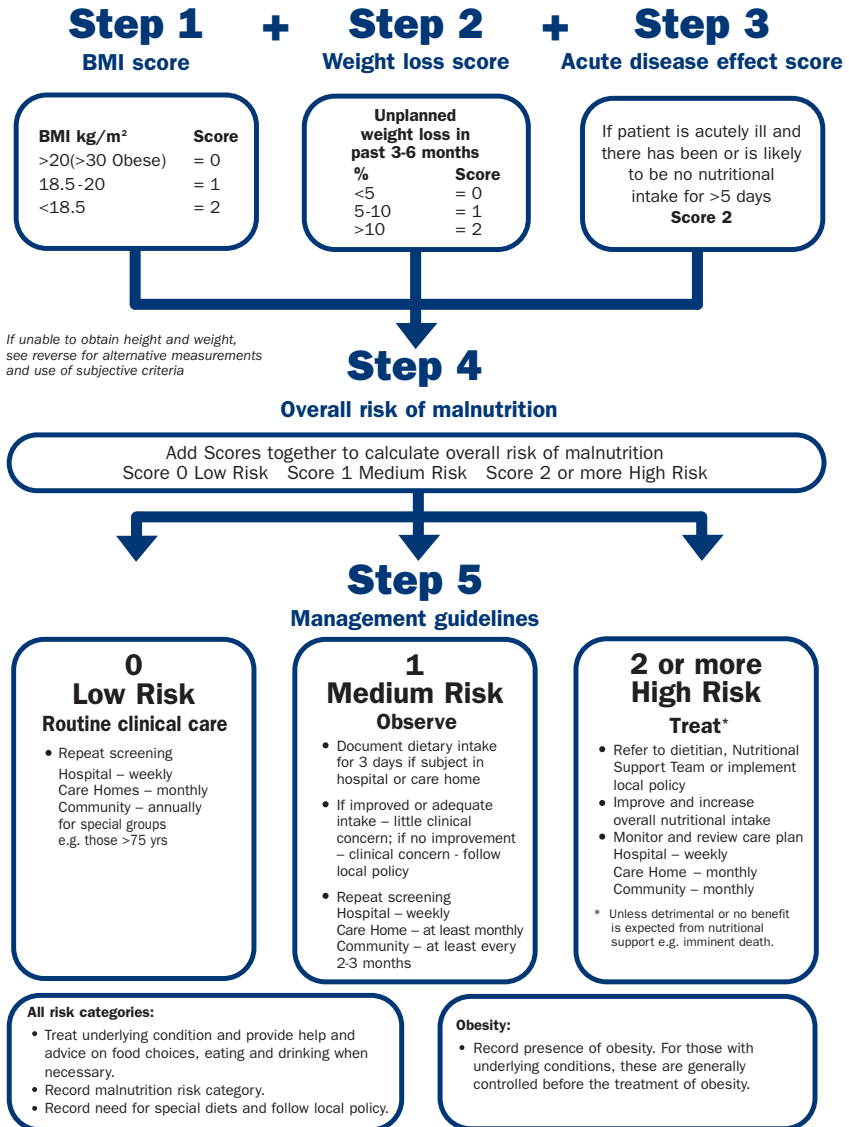 Step 1 + Step 2 + Step 3
BMI score
Weight loss score
Acute disease effect score
BMI kg/m² Score
>20(>30 Obese) = 0
18.5-20 = 1
<18.5 = 2
Unplanned
weight loss in
past 3-6 months
% Score
<5 = 0
5-10 = 1
>10 = 2
If patient is acutely ill and
there has been or is likely
to be no nutritional
intake for >5 days
Score 2
If unable to obtain height and weight,
see reverse for alternative measurements
and use of subjective criteria
Step 4
Overall risk of malnutrition
Add Scores together to calculate overall risk of malnutrition
Score 0 Low Risk Score 1 Medium Risk Score 2 or more High Risk
Step 5
Management guidelines
0
Low Risk
Routine clinical care
• Repeat screening
Hospital – weekly
Care Homes – monthly
Community – annually
for special groups
e.g. those >75 yrs
1
Medium Risk
Observe
• Document dietary intake
for 3 days if subject in
hospital or care home
• If improved or adequate
intake – little clinical
concern; if no improvement
– clinical concern - follow
local policy
• Repeat screening
Hospital – weekly
Care Home – at least monthly
Community – at least every
2-3 months
2 or more
High Risk
Treat*
• Refer to dietitian, Nutritional
Support Team or implement
local policy
• Improve and increase
overall nutritional intake
• Monitor and review care plan
Hospital – weekly
Care Home – monthly
Community – monthly
* Unless detrimental or no benefit
is expected from nutritional
support e.g. imminent death.
All risk categories:
• Treat underlying condition and provide help and
advice on food choices, eating and drinking when
necessary.
• Record malnutrition risk category.
• Record need for special diets and follow local policy.
Obesity:
• Record presence of obesity. For those with
underlying conditions, these are generally
controlled before the treatment of obesity.